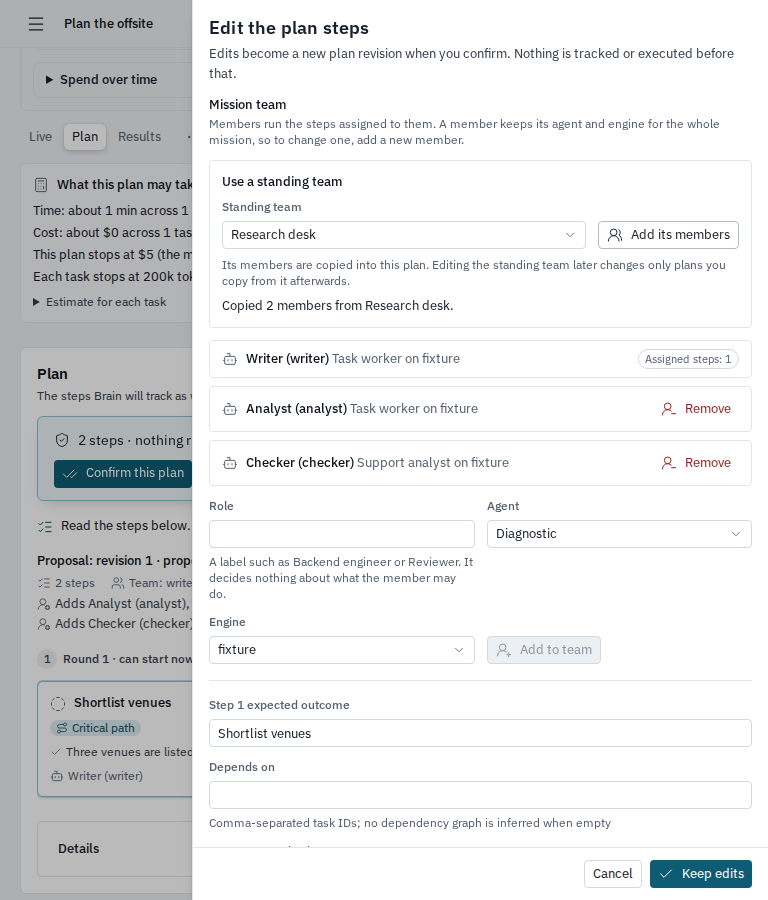 Plan the offsite
Spend over time
Live
Plan
Results
What this plan may tak
Time: about 1 min across 1
Cost: about $0 across 1 tas
This plan stops at $5 (the m
Each task stops at 200k tok
Estimate for each task
Plan
The steps Brain will track as
2 steps · nothing r
Confirm this plan
Read the steps below.
Proposal: revision 1 · prop
2 steps
Team: write
Adds Analyst (analyst),
Adds Checker (checker)
1
Round 1 · can start now
Shortlist venues
Critical path
Three venues are listed
Writer (writer)
Details
Edit the plan steps
Edits become a new plan revision when you confirm. Nothing is tracked or executed before
that.
Mission team
Members run the steps assigned to them. A member keeps its agent and engine for the whole
mission, so to change one, add a new member.
Use a standing team
Standing team
Research desk
Add its members
Its members are copied into this plan. Editing the standing team later changes only plans you
copy from it afterwards.
Copied 2 members from Research desk.
Writer (writer) Task worker on fixture
Assigned steps: 1
Analyst (analyst) Task worker on fixture
Remove
Checker (checker) Support analyst on fixture
Remove
Role
Agent
Diagnostic
A label such as Backend engineer or Reviewer. It
decides nothing about what the member may
do.
Engine
fixture
Add to team
Step 1 expected outcome
Shortlist venues
Depends on
Comma-separated task IDs; no dependency graph is inferred when empty
Cancel
Keep edits